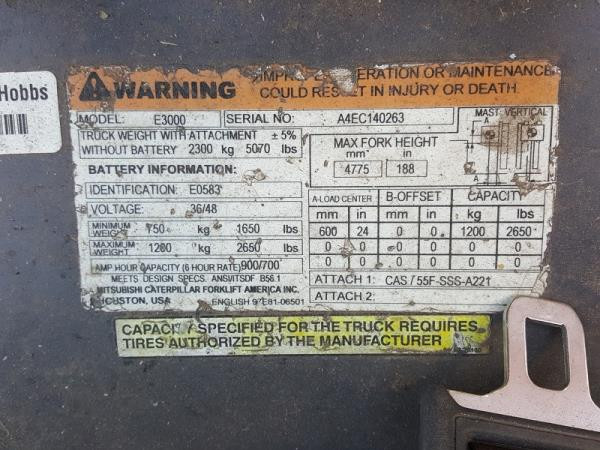 Hobbs
WARNING
IMPROPER OPERATION OR MAINTENANCE
COULD RESULT IN INJURY OR DEATH.
MODEL: E3000 SERIAL NO: A4EC140263
TRUCK WEIGHT WITH ATTACHMENT ± 5%
WITHOUT BATTERY 2300 kg 5070 lbs
BATTERY INFORMATION:
IDENTIFICATION: E0583
VOLTAGE: 36/48
MINIMUM WEIGHT 750 kg 1650 lbs
MAXIMUM WEIGHT 1200 kg 2650 lbs
AMP HOUR CAPACITY (6 HOUR RATE) 900/700
MEETS DESIGN SPECS. ANSI/ITSDF B56.1
MITSUBISHI CATERPILLAR FORKLIFT AMERICA INC.
HOUSTON, USA ENGLISH 97E81-06501
MAX FORK HEIGHT
mm in
4775 188
MAST: VERTICAL
A
A
A-LOAD CENTER B-OFFSET CAPACITY
mm in mm in kg lbs
600 24 0 0 1200 2650
0 0 0 0 0 0
0 0 0 0 0 0
ATTACH 1: CAS / 55F-SSS-A221
ATTACH 2:
CAPACITY SPECIFIED FOR THE TRUCK REQUIRES
TIRES AUTHORIZED BY THE MANUFACTURER